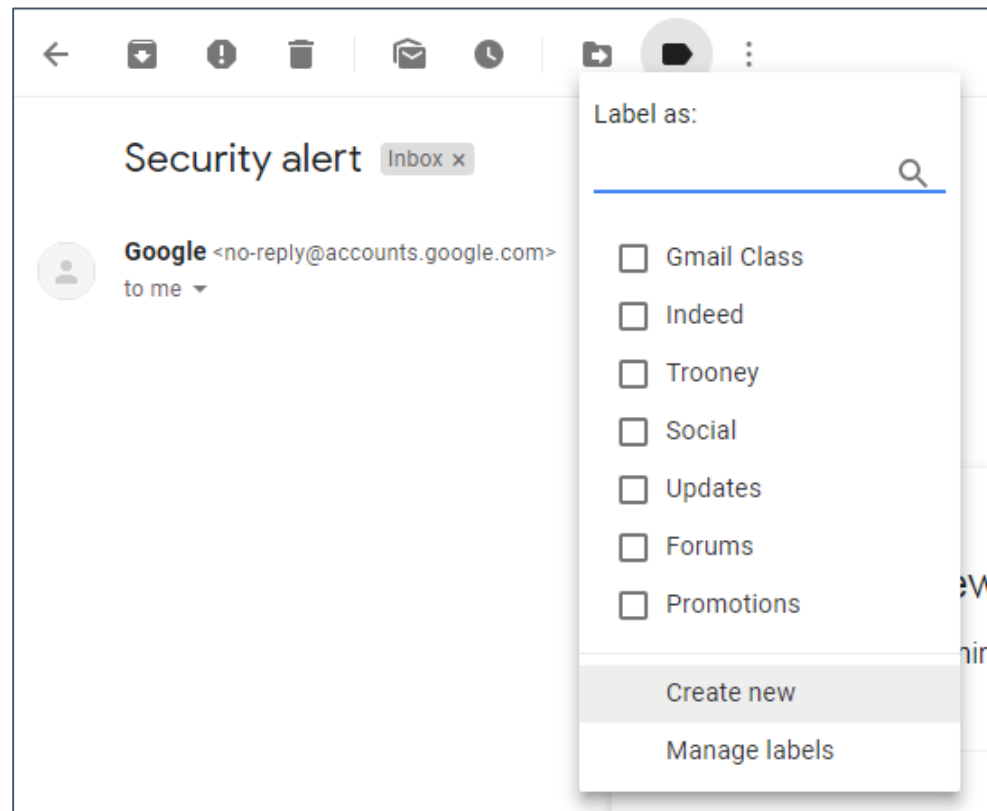 Label as:
Security alert Inbox x
Google <no-reply@accounts.google.com>
to me
Gmail Class
Indeed
Trooney
Social
Updates
Forums
Promotions
Create new
Manage labels